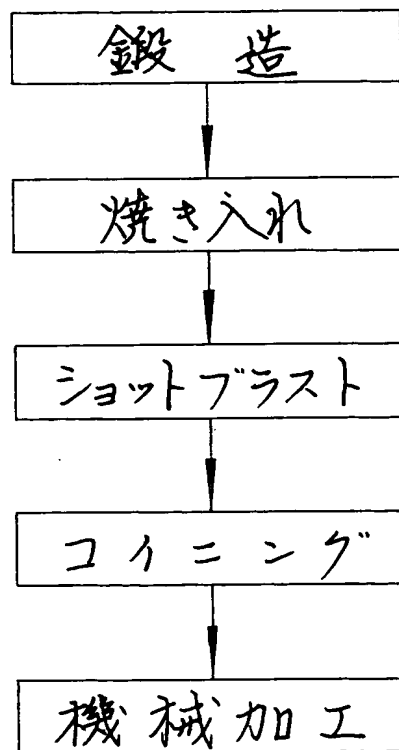 鍛造
焼き入れ
ショットブラスト
コイニング
機械加工